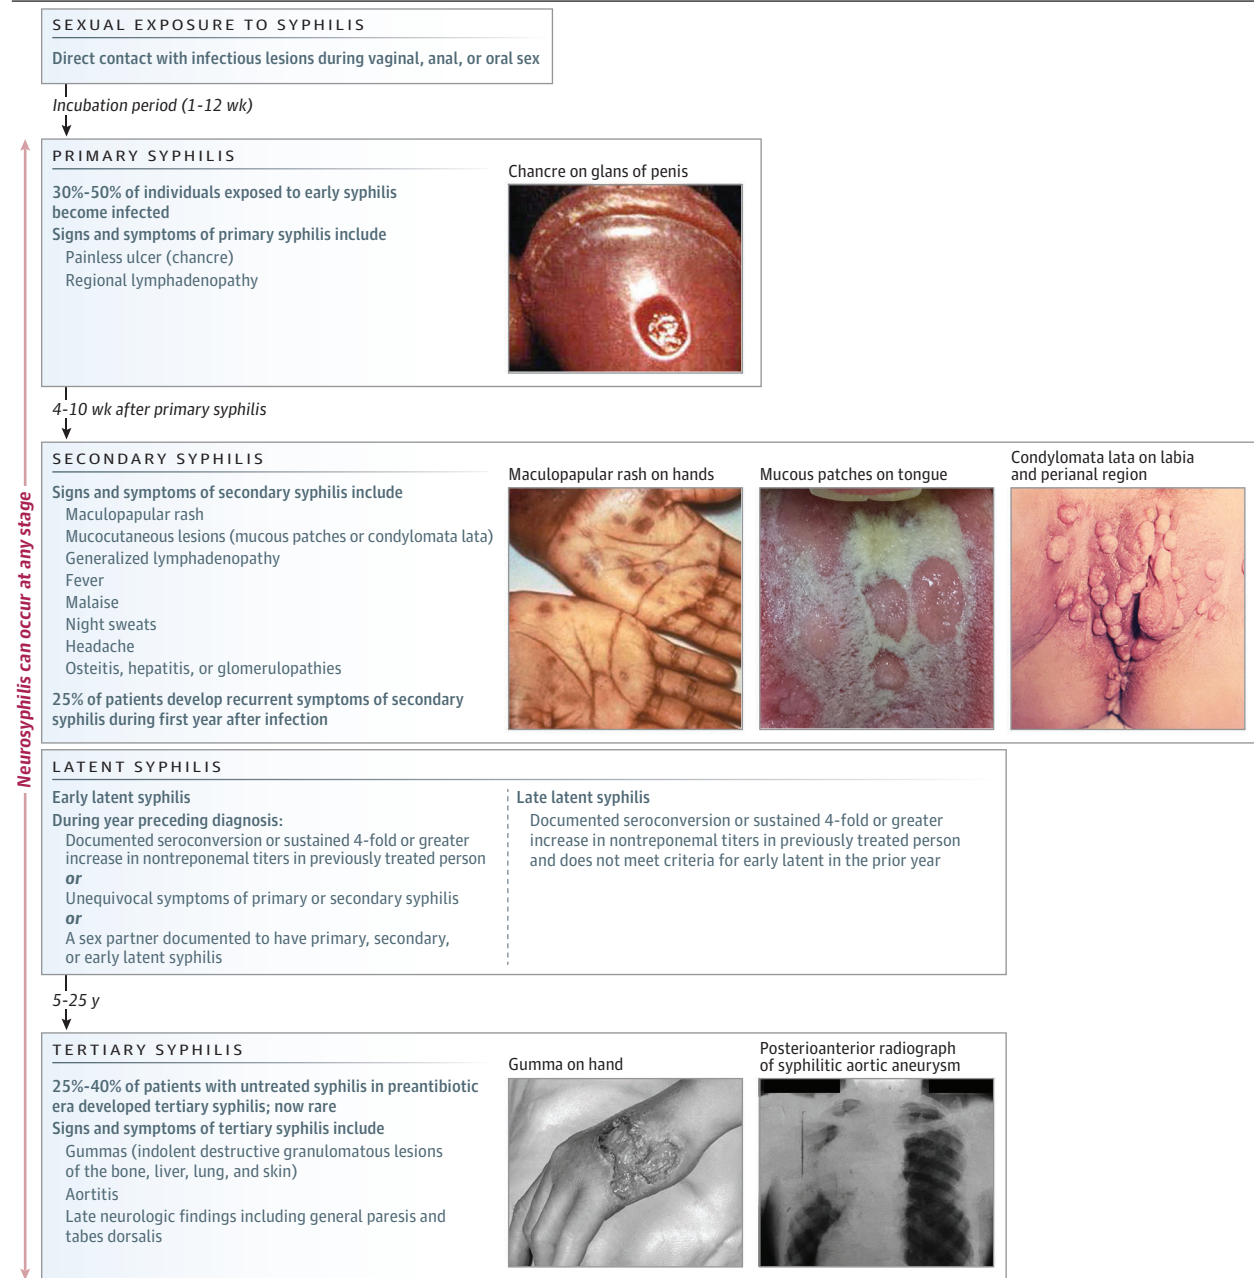 SEXUAL EXPOSURE TO SYPHILIS
Direct contact with infectious lesions during vaginal, anal, or oral sex
Incubation period (1-12 wk)
Neurosyphilis can occur at any stage
PRIMARY SYPHILIS
30%-50% of individuals exposed to early syphilis
become infected
Signs and symptoms of primary syphilis include
Painless ulcer (chancre)
Regional lymphadenopathy
Chancre on glans of penis
4-10 wk after primary syphilis
SECONDARY SYPHILIS
Signs and symptoms of secondary syphilis include
Maculopapular rash
Mucocutaneous lesions (mucous patches or condylomata lata)
Generalized lymphadenopathy
Fever
Malaise
Night sweats
Headache
Osteitis, hepatitis, or glomerulopathies
25% of patients develop recurrent symptoms of secondary
syphilis during first year after infection
Maculopapular rash on hands
Mucous patches on tongue
Condylomata lata on labia
and perianal region
LATENT SYPHILIS
Early latent syphilis
During year preceding diagnosis:
Documented seroconversion or sustained 4-fold or greater
increase in nontreponemal titers in previously treated person
or
Unequivocal symptoms of primary or secondary syphilis
or
A sex partner documented to have primary, secondary,
or early latent syphilis
Late latent syphilis
Documented seroconversion or sustained 4-fold or greater
increase in nontreponemal titers in previously treated person
and does not meet criteria for early latent in the prior year
5-25 y
TERTIARY SYPHILIS
25%-40% of patients with untreated syphilis in preantibiotic
era developed tertiary syphilis; now rare
Signs and symptoms of tertiary syphilis include
Gummas (indolent destructive granulomatous lesions
of the bone, liver, lung, and skin)
Aortitis
Late neurologic findings including general paresis and
tabes dorsalis
Gumma on hand
Posterioanterior radiograph
of syphilitic aortic aneurysm